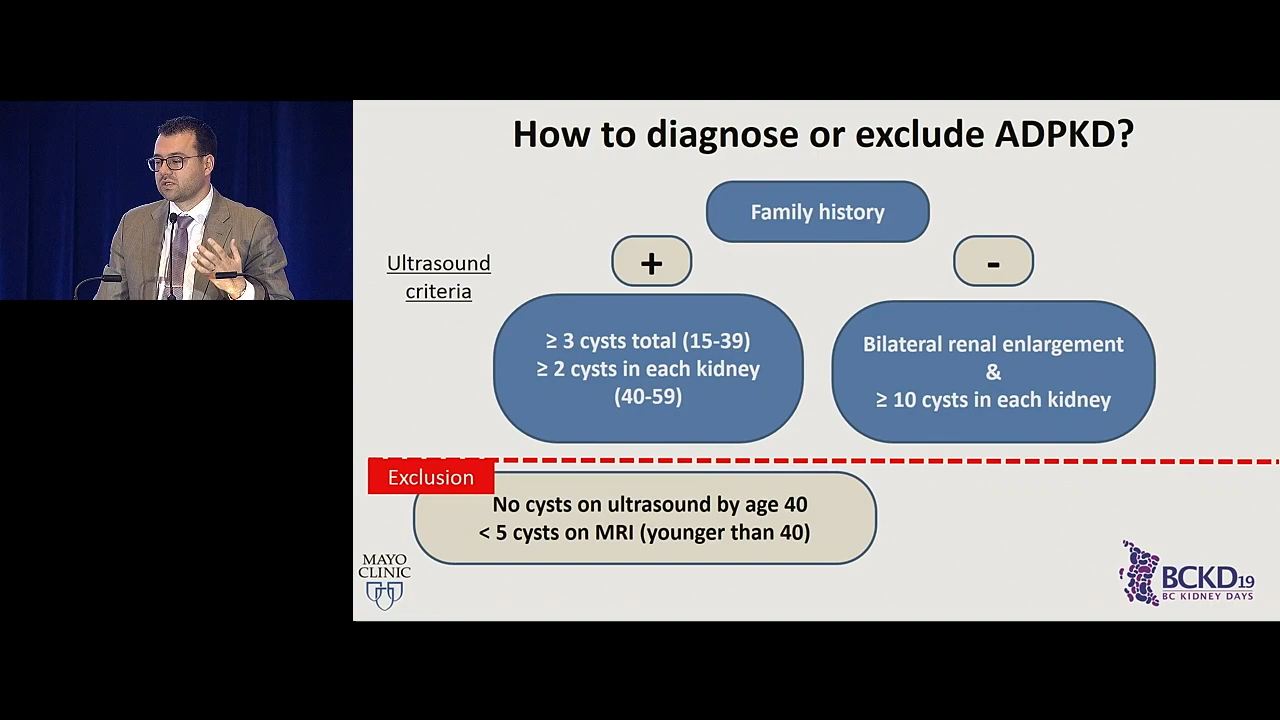 How to diagnose or exclude ADPKD?
Family history
Ultrasound
criteria
+
-
≥ 3 cysts total (15-39)
≥ 2 cysts in each kidney
(40-59)
Bilateral renal enlargement
&
≥ 10 cysts in each kidney
Exclusion
No cysts on ultrasound by age 40
< 5 cysts on MRI (younger than 40)
MAYO
CLINIC
BCKD19
BC KIDNEY DAYS